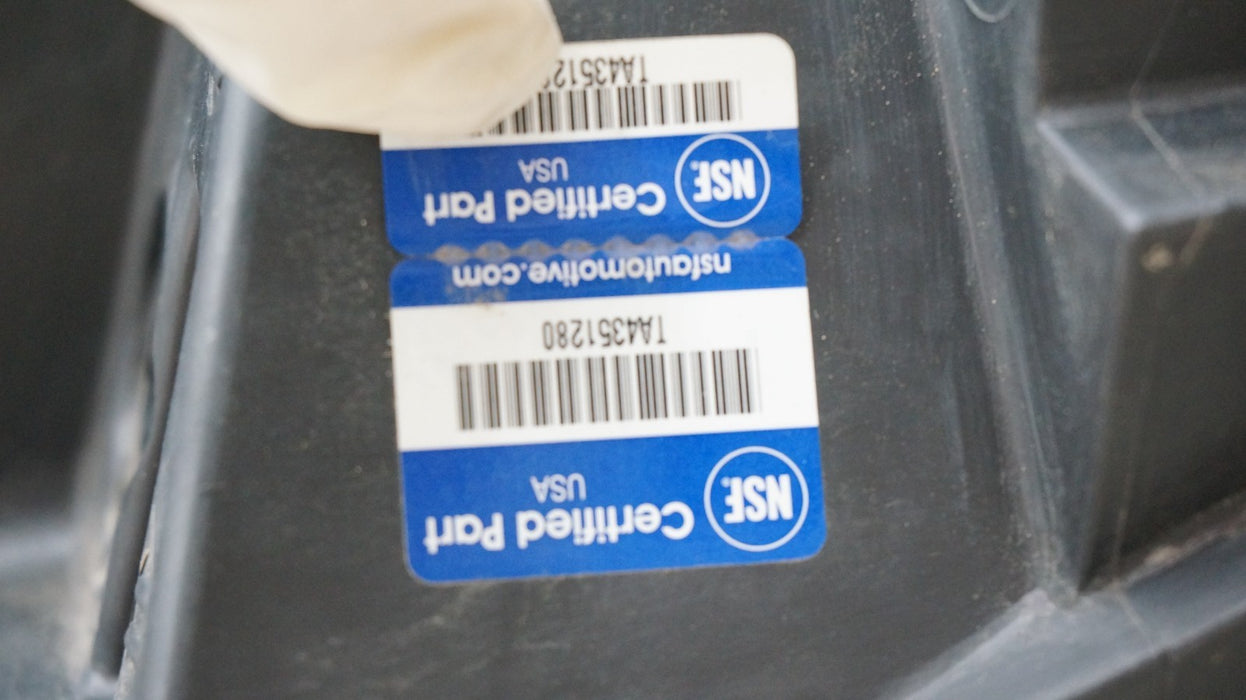 NSF® Certified Part
USA
TA4351280
nsfautomotive.com
NSF® Certified Part
USA